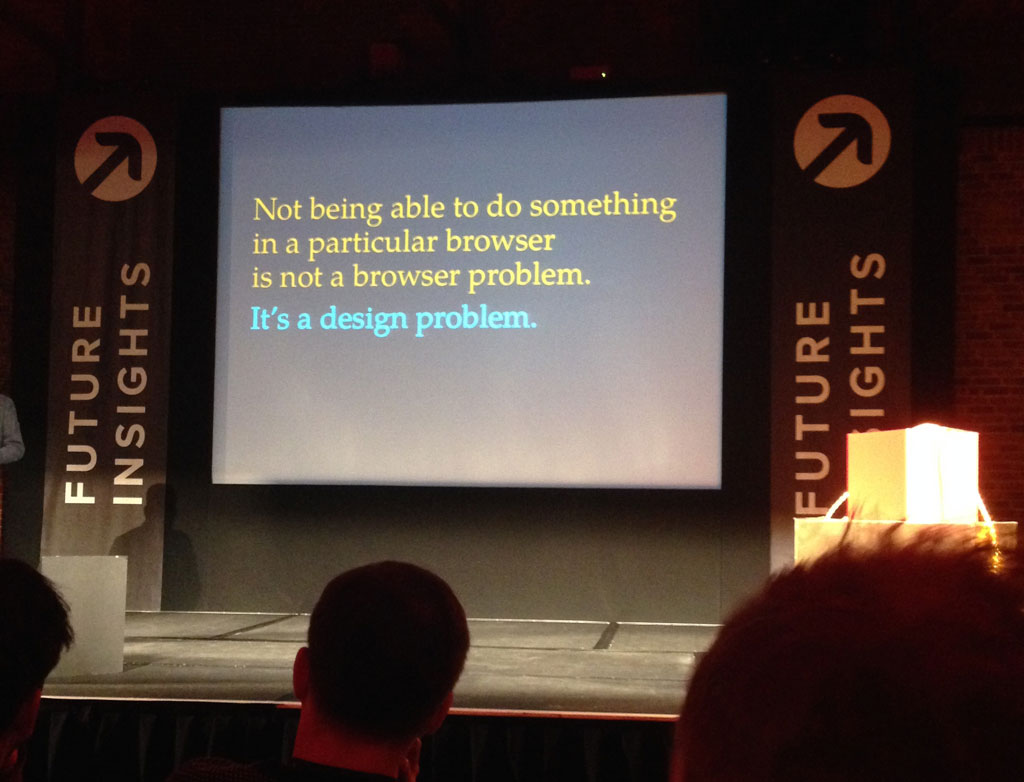 Not being able to do something
in a particular browser
is not a browser problem.
It's a design problem.
FUTURE
INSIGHTS
FUTURE
INSIGHTS